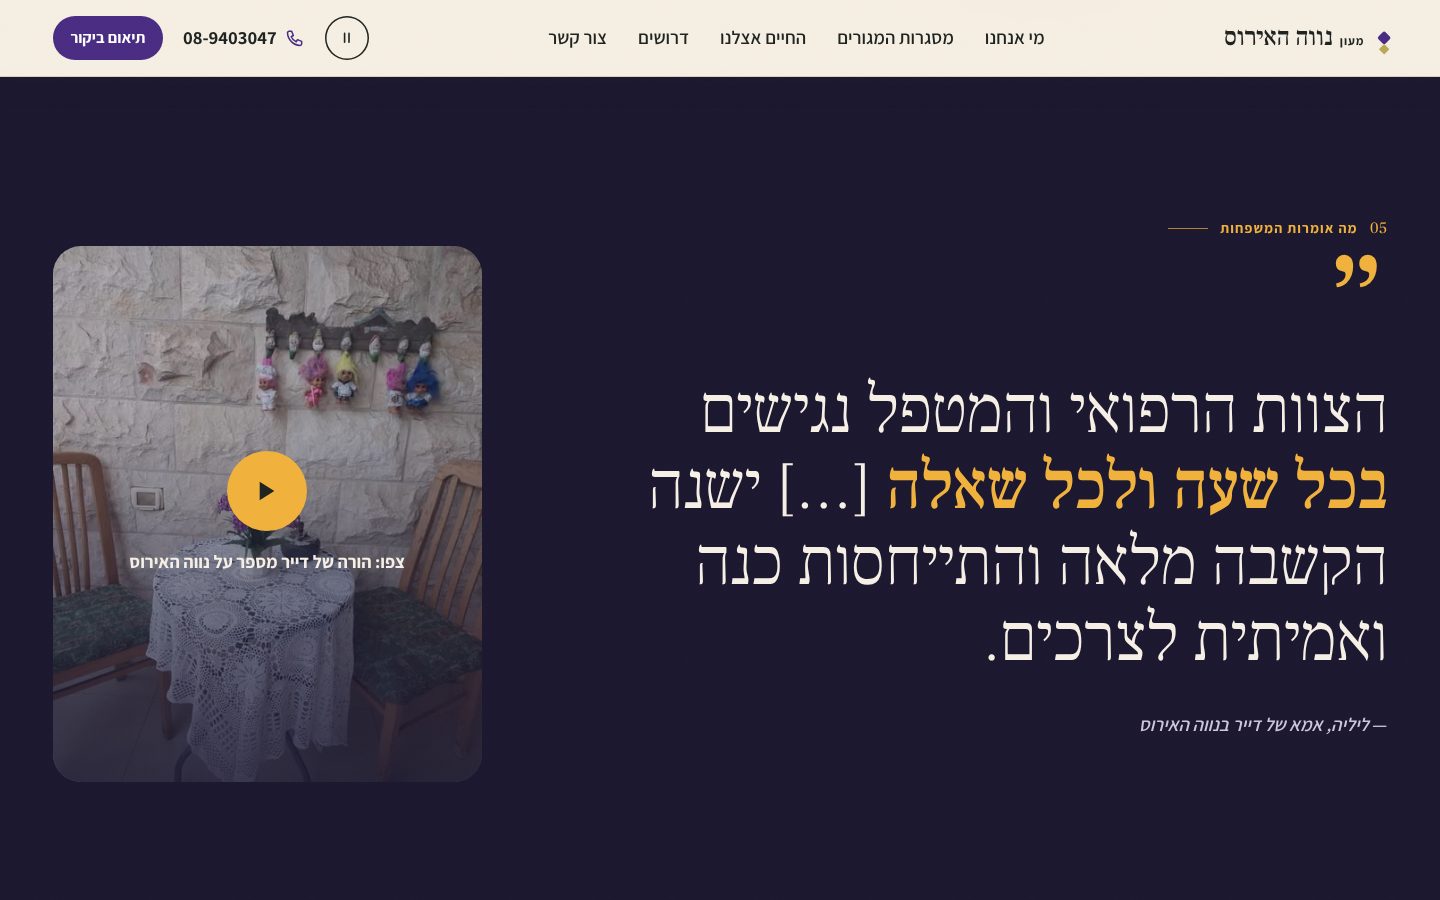 מעון נווה האירוס
מי אנחנו
מסגרות המגורים
החיים אצלנו
דרושים
צור קשר
08-9403047
תיאום ביקור
05 מה אומרות המשפחות
”
הצוות הרפואי והמטפל נגישים
בכל שעה ולכל שאלה [...] ישנה
הקשבה מלאה והתייחסות כנה
ואמיתית לצרכים.
— ליליה, אמא של דייר בנווה האירוס
צפו: הורה של דייר מספר על נווה האירוס